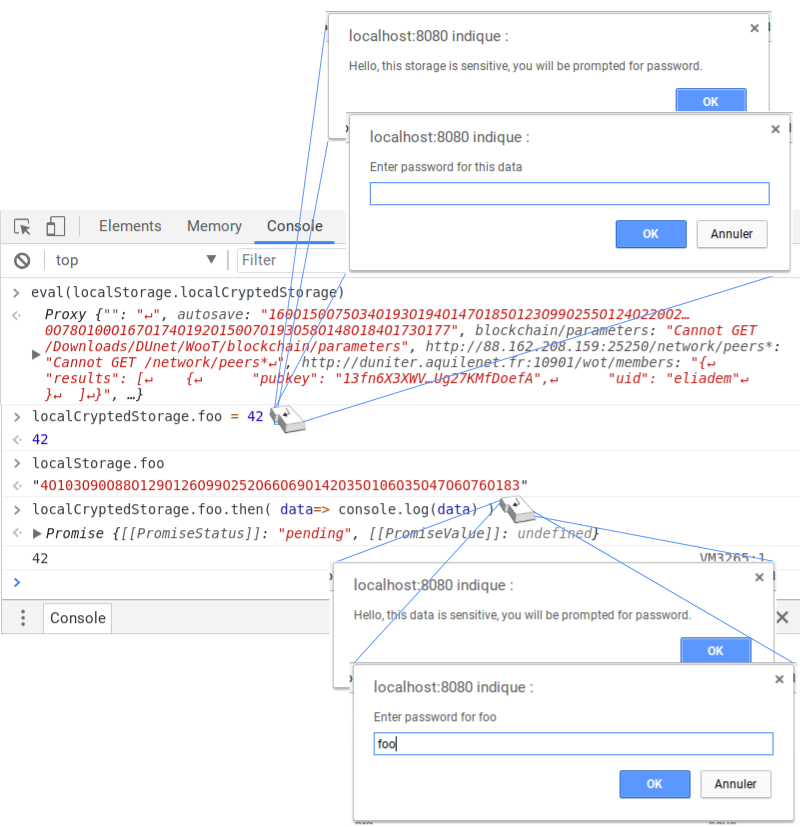 localhost:8080 indique :
Hello, this storage is sensitive, you will be prompted for password.
OK
localhost:8080 indique :
Enter password for this data
OK Annuler
Elements Memory Console
top Filter
eval(localStorage.localCryptedStorage)
Proxy {"": "↵", autosave: "16001500750340193019401470185012309902550124022002…
0078010001670174019201500701930580148018401730177", blockchain/parameters: "Cannot GET
/Downloads/DUnet/WooT/blockchain/parameters", http://88.162.208.159:25250/network/peers*:
"Cannot GET /network/peers*↵", http://duniter.aquilenet.fr:10901/wot/members: "{↵
"results": [↵ {↵ "pubkey": "13fn6X3XWV…Ug27KMfDoefA",↵ "uid": "eliadem"↵
}↵ ]↵}", …}
localCryptedStorage.foo = 42
42
localStorage.foo
"40103090088012901260990252066069014203501060350470607601​83"
localCryptedStorage.foo.then( data=> console.log(data) )
Promise {[[PromiseStatus]]: "pending", [[PromiseValue]]: undefined}
42 VM3265:1
Console
localhost:8080 indique :
Hello, this data is sensitive, you will be prompted for password.
OK
localhost:8080 indique :
Enter password for foo
foo
OK Annuler